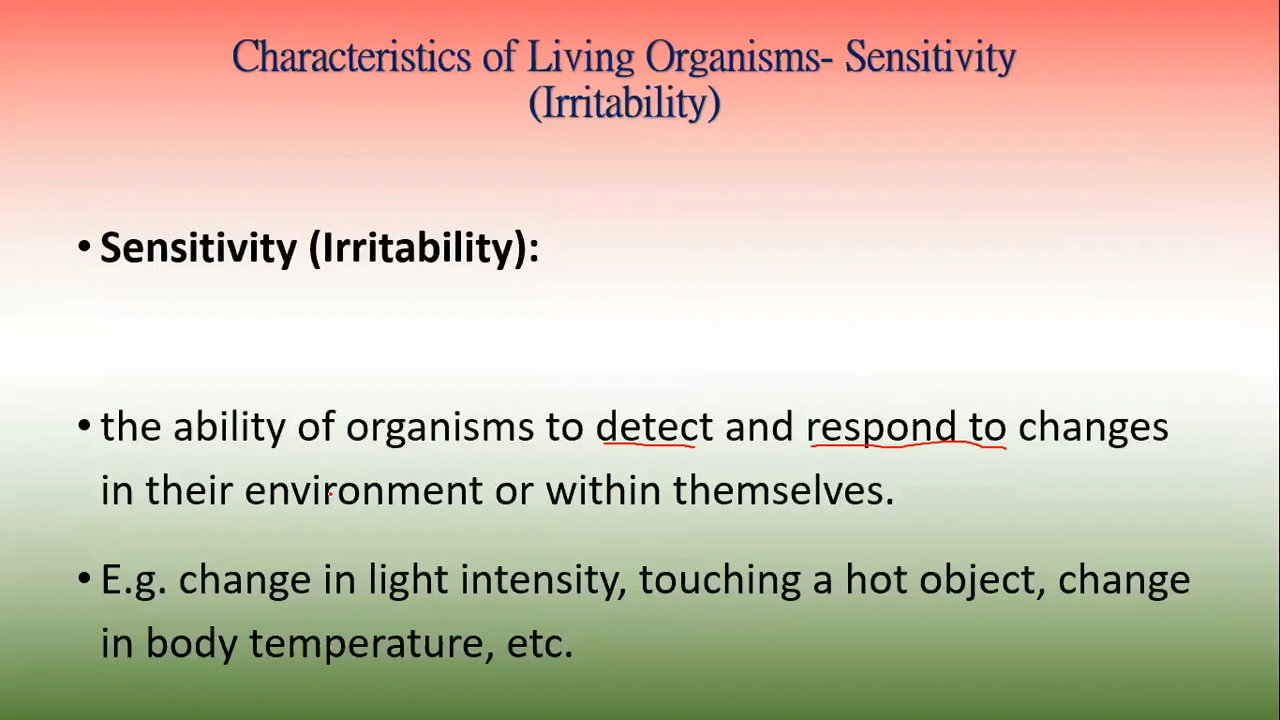 Characteristics of Living Organisms- Sensitivity
(Irritability)
• Sensitivity (Irritability):
• the ability of organisms to detect and respond to changes
in their environment or within themselves.
• E.g. change in light intensity, touching a hot object, change
in body temperature, etc.